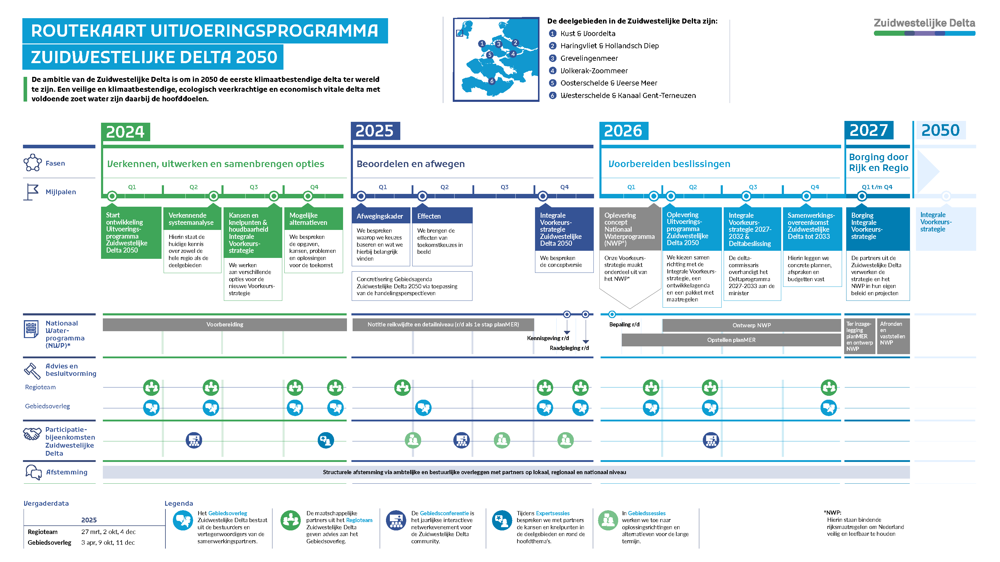 ROUTEKAART UITVOERINGSPROGRAMMA
ZUIDWESTELIJKE DELTA 2050
De ambitie van de Zuidwestelijke Delta is om in 2050 de eerste klimaatbestendige delta ter wereld
te zijn. Een veilige en klimaatbestendige, ecologisch veerkrachtige en economisch vitale delta met
voldoende zoet water zijn daarbij de hoofddoelen.
1
3
2
5
4
6
De deelgebieden in de Zuidwestelijke Delta zijn:
1 Kust & Voordelta
2 Haringvliet & Hollandsch Diep
3 Grevelingenmeer
4 Volkerak-Zoommeer
5 Oosterschelde & Veerse Meer
6 Westerschelde & Kanaal Gent-Terneuzen
Zuidwestelijke Delta
2024
2025
2026
2027
2050
Fasen
Verkennen, uitwerken en samenbrengen opties
Beoordelen en afwegen
Voorbereiden beslissingen
Borging door
Rijk en Regio
Mijlpalen
Q1 Q2 Q3 Q4
Q1 Q2 Q3 Q4
Q1 Q2 Q3 Q4
Q1 t/m Q4
Start
ontwikkeling
Uitvoerings-
programma
Zuidwestelijke
Delta 2050
Verkennende
systeemanalyse
Hierin staat de
huidige kennis
over zowel de
hele regio als de
deelgebieden
Kansen en
knelpunten &
houdbaarheid
Integrale
Voorkeurs-
strategie
We werken
aan verschillende
opties voor de
nieuwe Voorkeurs-
strategie
Mogelijke
alternatieven
We bespreken
de opgaven,
kansen, problemen
en oplossingen
voor de toekomst
Afwegingskader
We bespreken
waarop we keuzes
baseren en wat we
hierbij belangrijk
vinden
Effecten
We brengen de
effecten van
toekomstkeuzes in
beeld
Concretisering Gebiedsagenda
Zuidwestelijke Delta 2050 via toepassing
van de handelingsperspectieven
Integrale
Voorkeurs-
strategie
Zuidwestelijke
Delta 2050
We bespreken
de conceptversie
Oplevering
concept
Nationaal
Waterprogramma
(NWP*)
Onze Voorkeurs-
strategie maakt
onderdeel uit van
het NWP*
Oplevering
Uitvoerings-
programma
Zuidwestelijke
Delta 2050
We kiezen samen
richting met de
Integrale Voorkeurs-
strategie, een
ontwikkelagenda
en een pakket met
maatregelen
Integrale
Voorkeurs-
strategie 2027-
2032 &
Deltabeslissing
De delta-
commissaris
overhandigt het
Deltaprogramma
2027-2033 aan de
minister
Samenwerkings-
overeenkomst
Zuidwestelijke
Delta tot 2033
Hierin leggen we
concrete plannen,
afspraken en
budgetten vast
Borging
Integrale
Voorkeurs-
strategie
De partners uit de
Zuidwestelijke Delta
verwerken de
strategie en het
NWP in hun eigen
beleid en projecten
Integrale
Voorkeurs-
strategie
Nationaal
Water-
programma
(NWP)*
Voorbereiding
Notitie reikwijdte en detailniveau (r/d als 1e stap planMER)
Kennisgeving r/d
Raadpleging r/d
Bepaling r/d
Ontwerp NWP
Opstellen planMER
Ter inzage-
legging
planMER
en ontwerp
NWP
Afronden
en
vaststellen
NWP
Advies en
besluitvorming
Regioteam
Gebiedsoverleg
Participatie-
bijeenkomsten
Zuidwestelijke
Delta
Afstemming
Structurele afstemming via ambtelijke en bestuurlijke overleggen met partners op lokaal, regionaal en nationaal niveau
Vergaderdata
2025
Regioteam 27 mrt, 2 okt, 4 dec
Gebiedsoverleg 3 apr, 9 okt, 11 dec
Legenda
Het Gebiedsoverleg
Zuidwestelijke Delta bestaat
uit de bestuurders en
vertegenwoordigers van de
samenwerkingspartners.
De maatschappelijke
partners uit het Regioteam
Zuidwestelijke Delta
geven advies aan het
Gebiedsoverleg.
De Gebiedsconferentie is
het jaarlijkse interactieve
netwerkevenement voor
de Zuidwestelijke Delta
community.
Tijdens Expertsessies
bespreken we met partners
de kansen en knelpunten in
de deelgebieden en rond de
hoofdthema's.
In Gebiedssessies
werken we toe naar
oplossingsrichtingen en
alternatieven voor de lange
termijn.
*NWP:
Hierin staan bindende
rijksmaatregelen om Nederland
veilig en leefbaar te houden